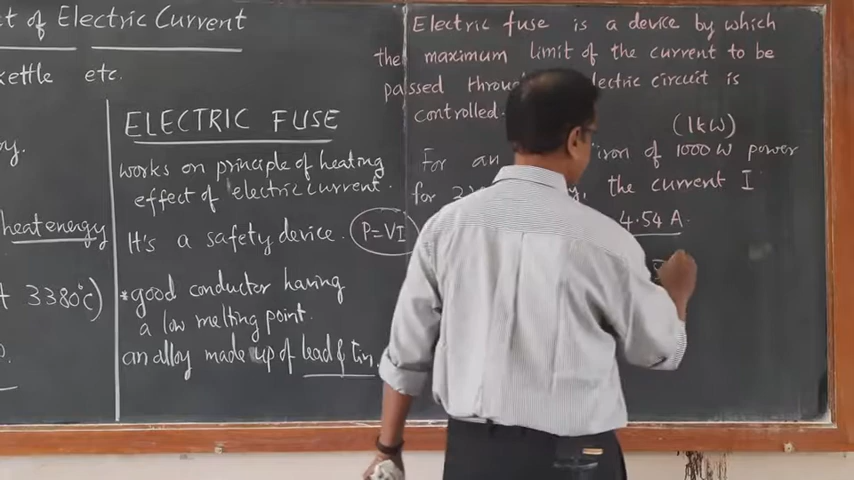 t of Electric Current
kettle etc.
y.
heat energy
t 3380°C)
ELECTRIC FUSE
works on principle of heating
effect of electric current.
It's a safety device.
P=VI
*good conductor having
a low melting point.
an alloy made up of lead & tin.
Electric fuse is a device by which
the maximum limit of the current to be
passed through electric circuit is
controlled.
(1kW)
For an iron of 1000 W power
for the current I
4.54 A.